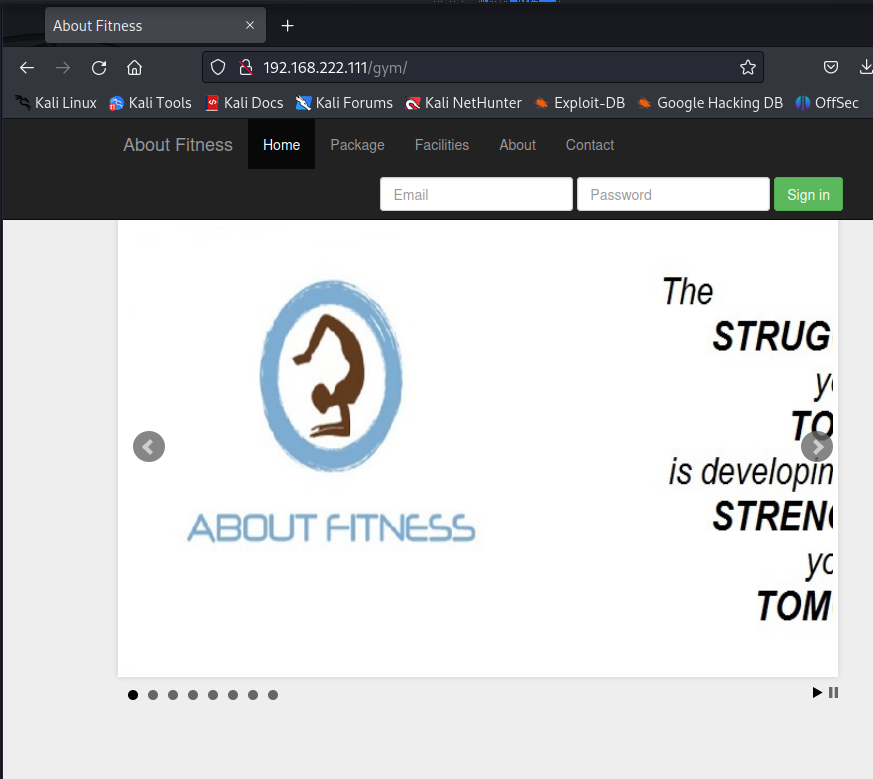 About Fitness
192.168.222.111/gym/
Kali Linux Kali Tools Kali Docs Kali Forums Kali NetHunter Exploit-DB Google Hacking DB OffSec
About Fitness Home Package Facilities About Contact
Email Password Sign in
ABOUT FITNESS
The
STRUG
yo
TO
is developin
STREN
yo
TOM